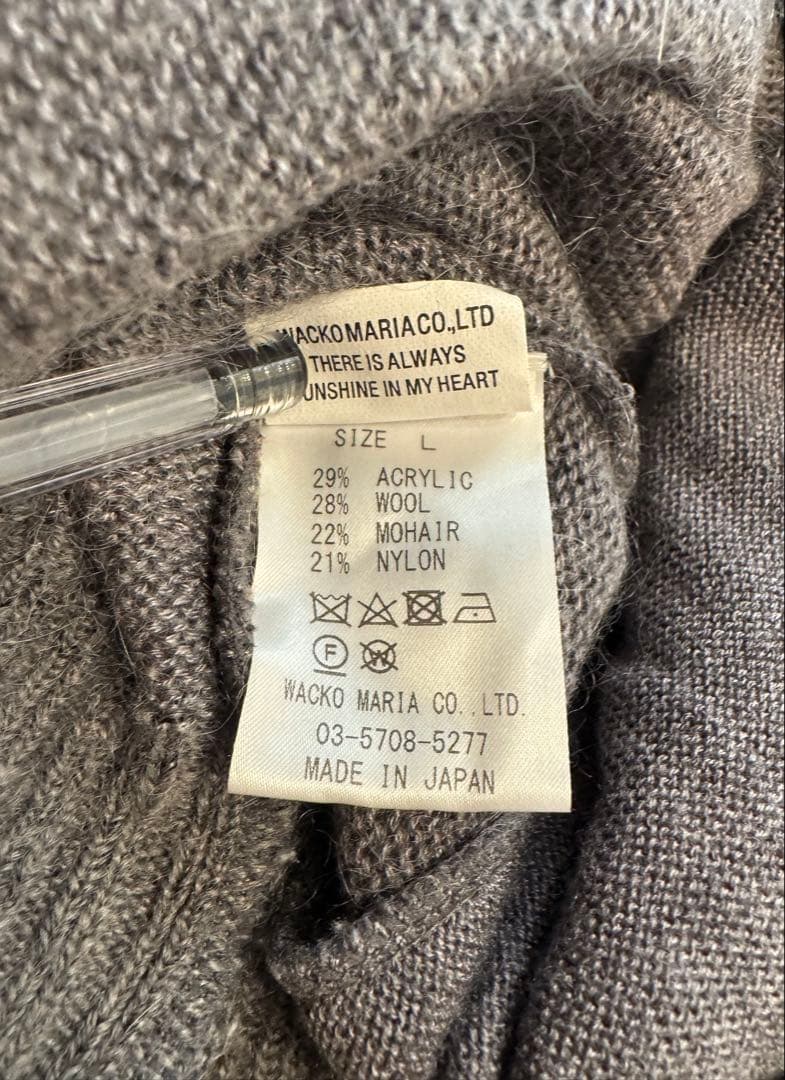 WACKO MARIA CO.,LTD
THERE IS ALWAYS
UNSHINE IN MY HEART
SIZE L
29% ACRYLIC
28% WOOL
22% MOHAIR
21% NYLON
F W
WACKO MARIA CO.,LTD.
03-5708-5277
MADE IN JAPAN